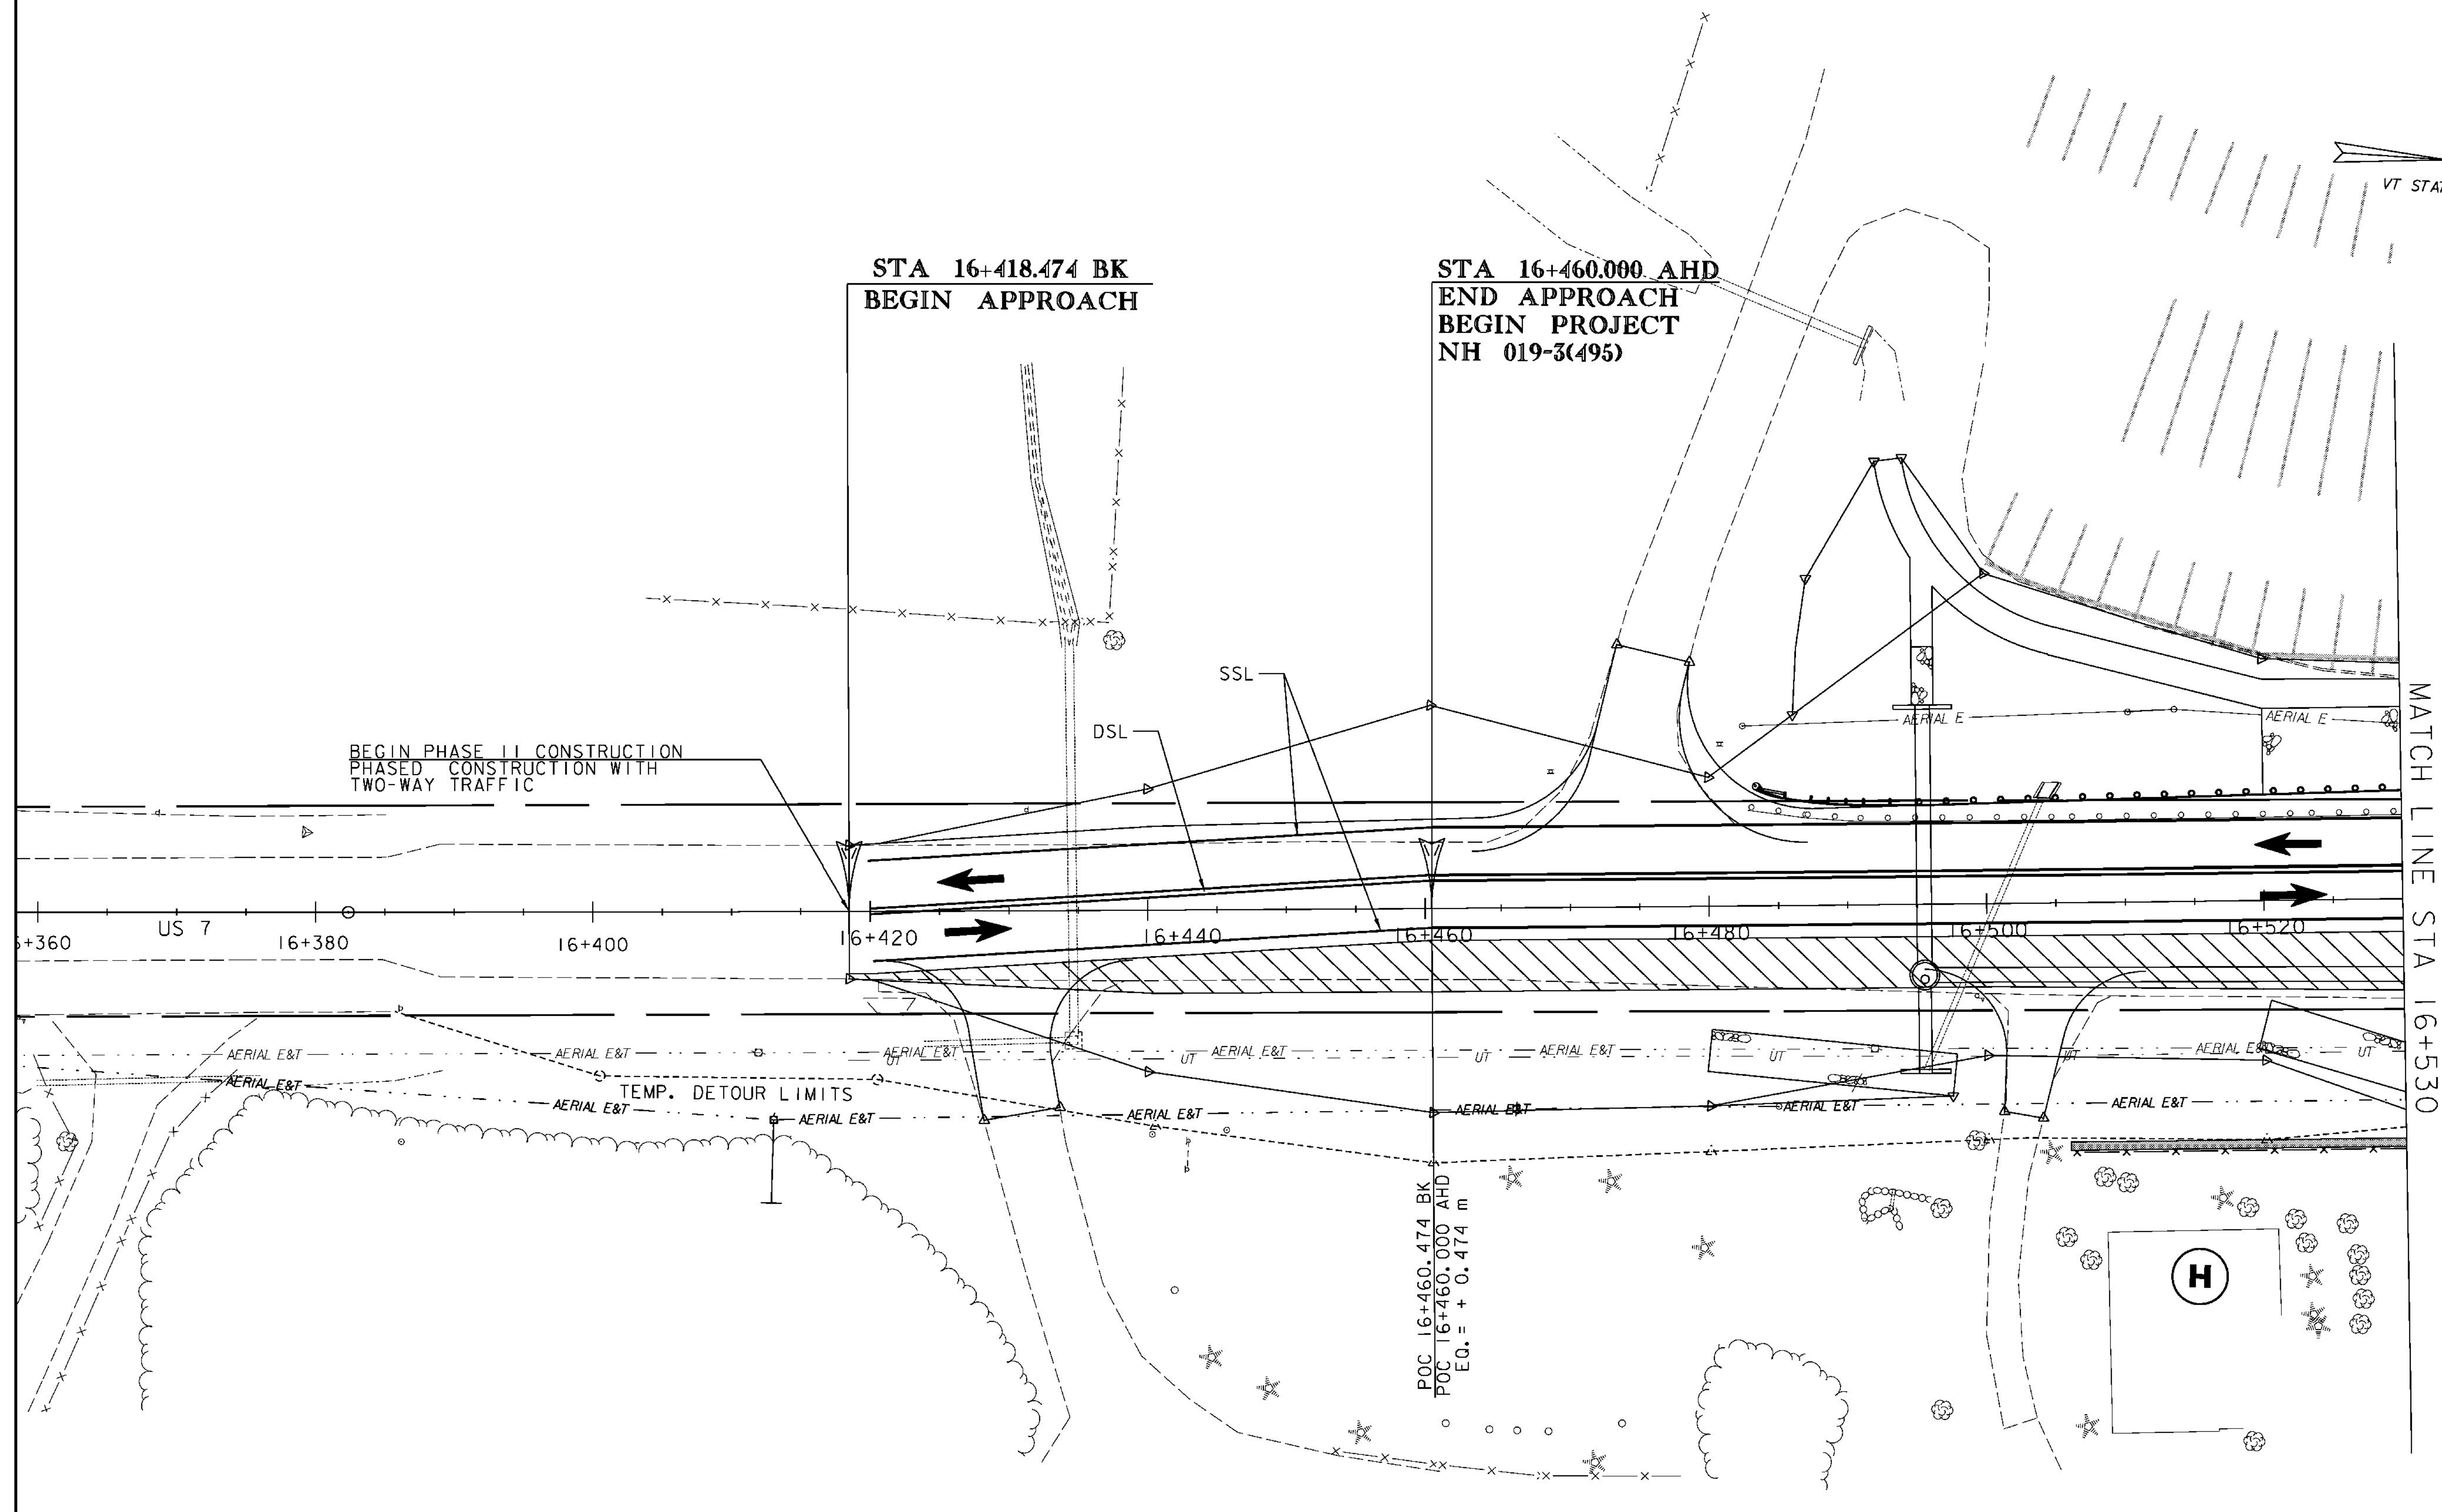 VT STA
STA 16+418.474 BK
BEGIN APPROACH
STA 16+460.000 AHD
END APPROACH
BEGIN PROJECT
NH 019-3(495)
SSL
DSL
BEGIN PHASE II CONSTRUCTION
PHASED CONSTRUCTION WITH
TWO-WAY TRAFFIC
AERIAL E
AERIAL E
MATCH LINE STA 16+530
+360
US 7
16+380
16+400
16+420
16+440
16+460
16+480
16+500
16+520
AERIAL E&T
AERIAL E&T
AERIAL E&T
AERIAL E&T
AERIAL E&T
AERIAL E&T
UT
UT
UT
UT
UT
UT
AERIAL E&T
TEMP. DETOUR LIMITS
AERIAL E&T
AERIAL E&T
AERIAL E&T
AERIAL E&T
AERIAL E&T
AERIAL E&T
POC 16+460.474 BK
POC 16+460.000 AHD
EQ.= + 0.474 m
H